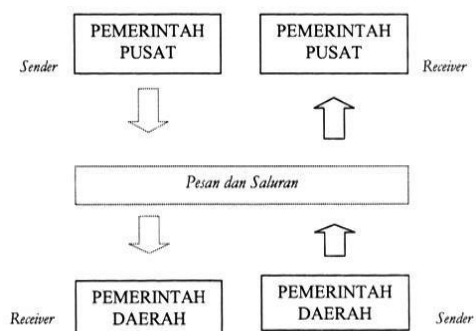 PEMERINTAH
PUSAT
PEMERINTAH
PUSAT
Sender
Receiver
Pesan dan Saluran
PEMERINTAH
DAERAH
PEMERINTAH
DAERAH
Receiver
Sender